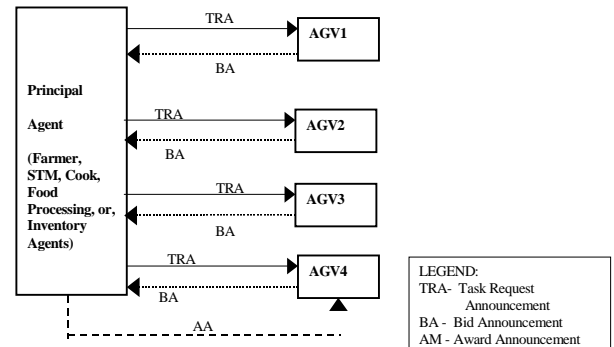 TRA
AGV1
BA
Principal
Agent
(Farmer,
STM, Cook,
Food
Processing, or,
Inventory
Agents)
TRA
AGV2
BA
TRA
AGV3
BA
TRA
AGV4
BA
AA
LEGEND:
TRA- Task Request
Announcement
BA - Bid Announcement
AM - Award Announcement